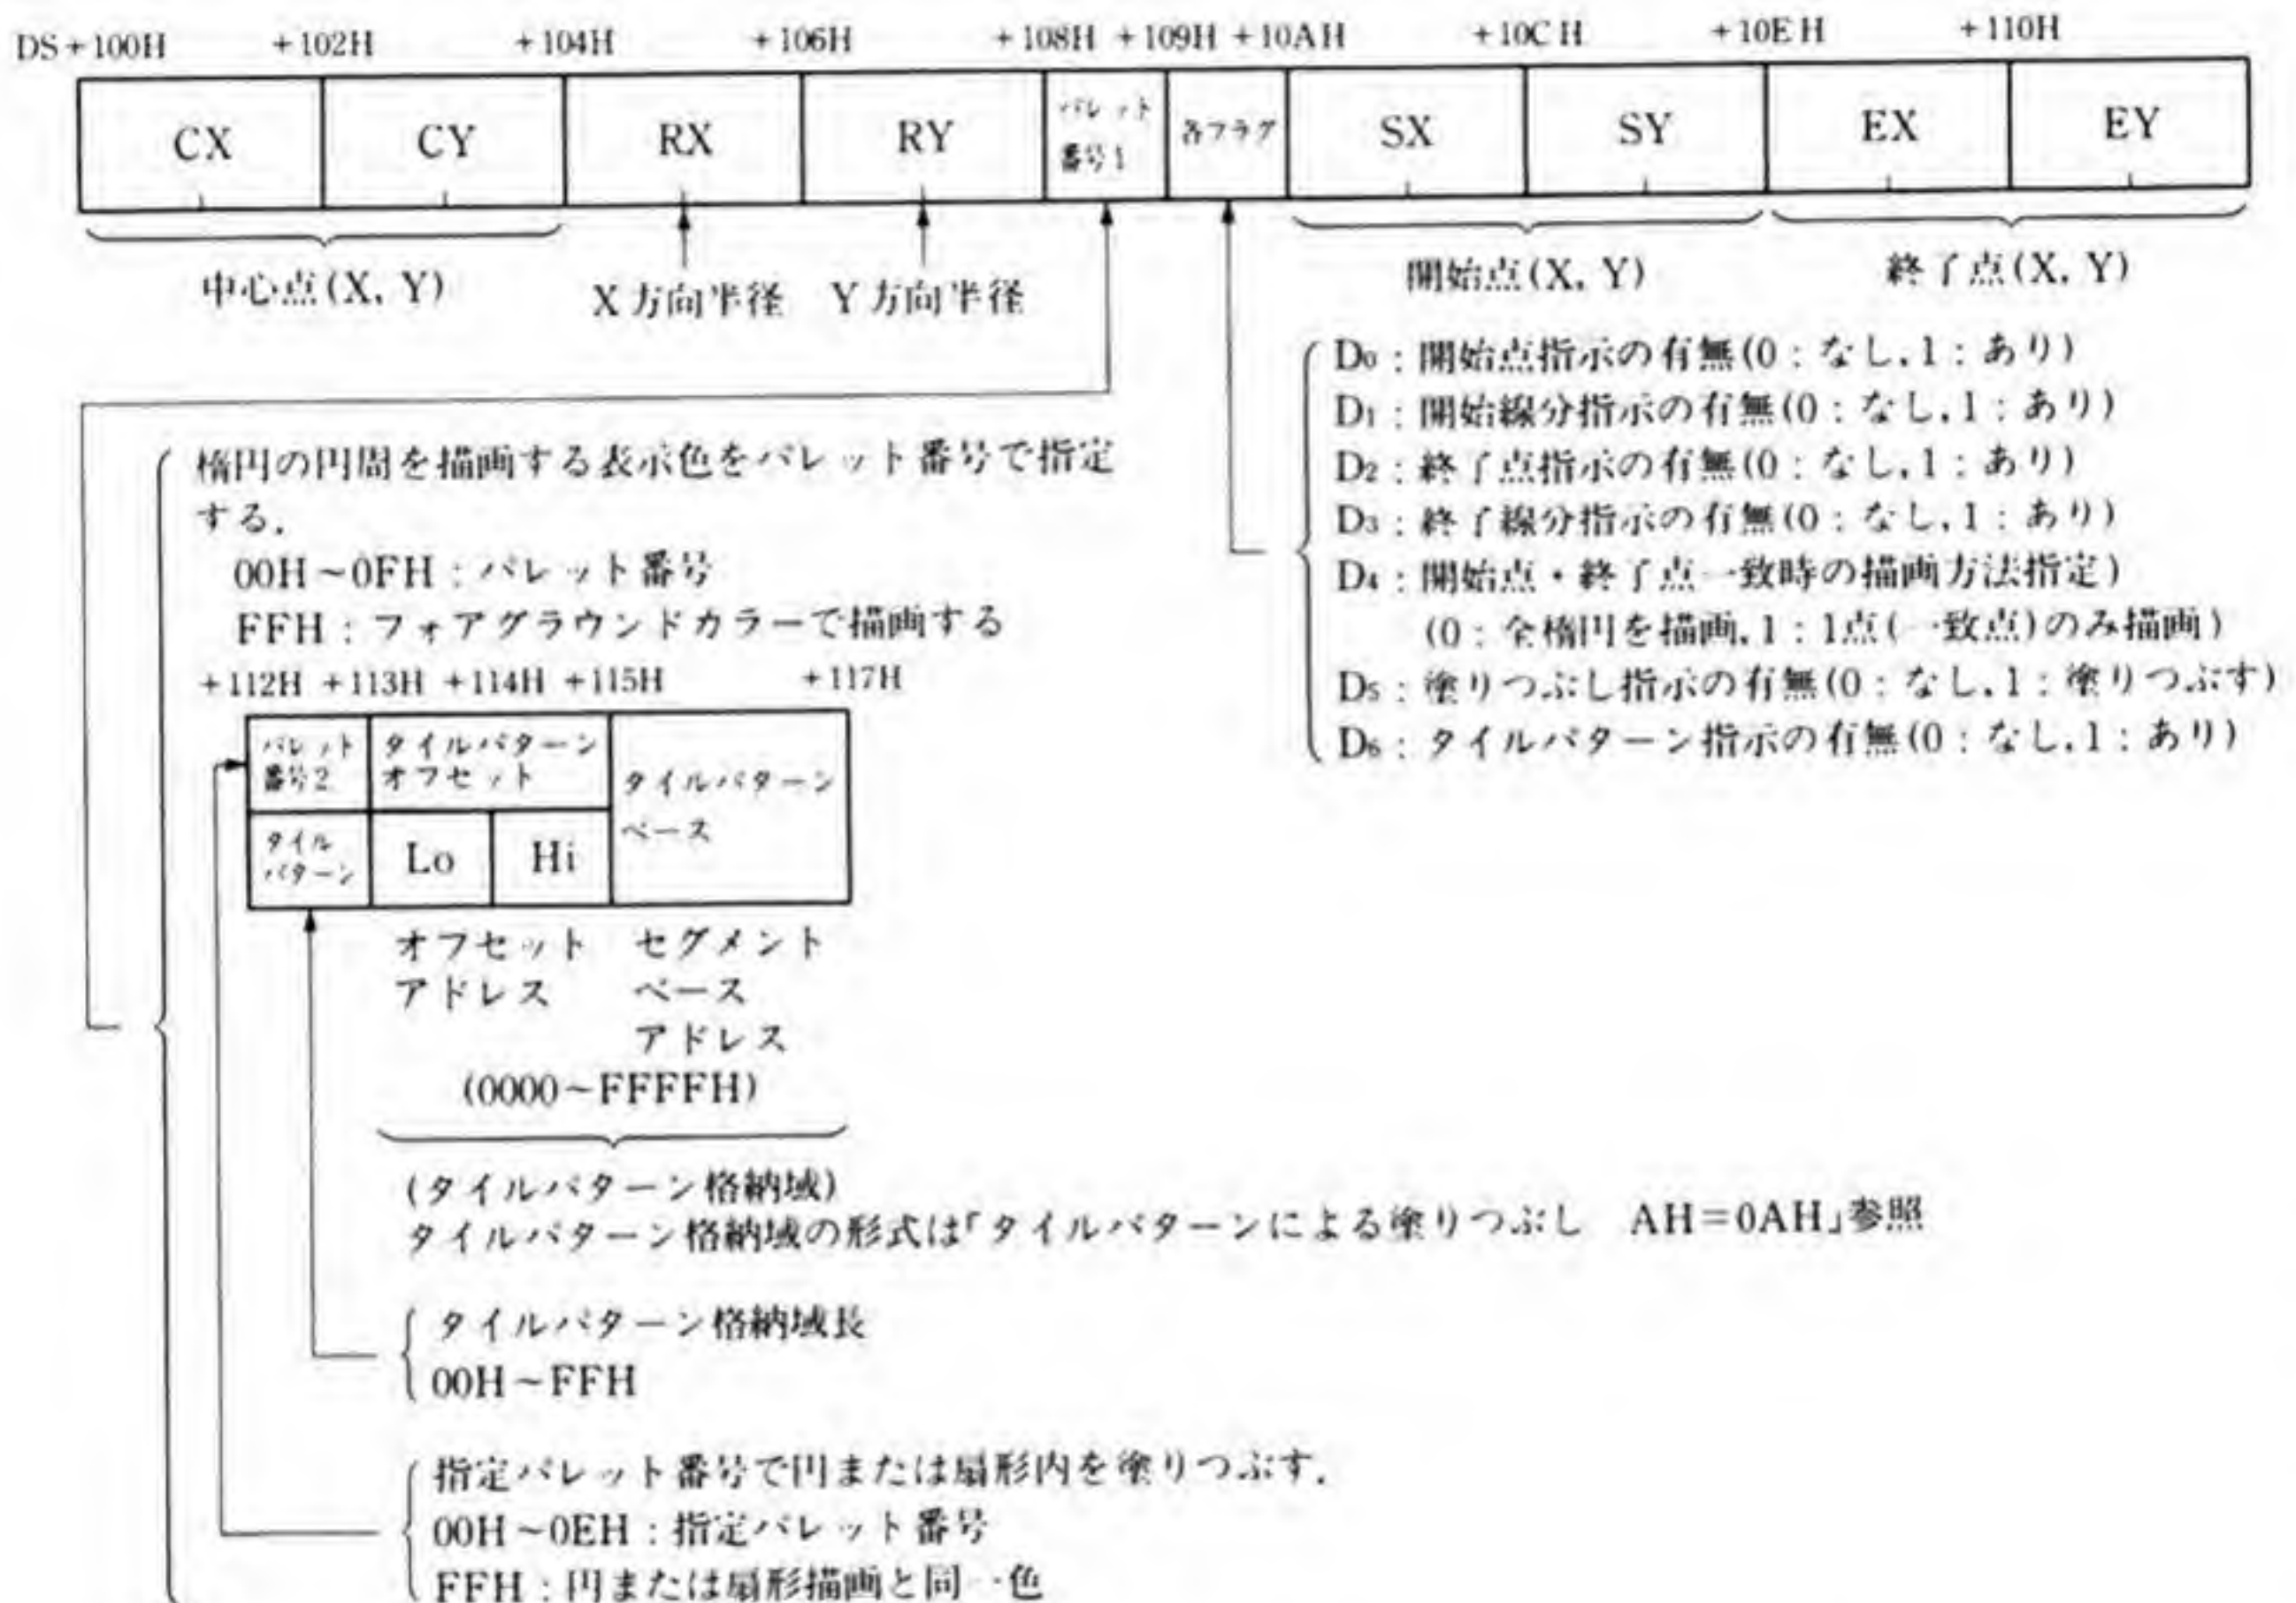 DS+100H +102H +104H +106H +108H +109H +10AH +10CH +10EH +110H
CX CY RX RY パレット番号1 各フラグ SX SY EX EY
中心点(X, Y) X方向半径 Y方向半径 開始点(X, Y) 終了点(X, Y)
D0:開始点指示の有無(0:なし,1:あり)
D1:開始線分指示の有無(0:なし,1:あり)
D2:終了点指示の有無(0:なし,1:あり)
D3:終了線分指示の有無(0:なし,1:あり)
D4:開始点・終了点一致時の描画方法指定)
(0:全楕円を描画,1:1点(一致点)のみ描画)
D5:塗りつぶし指示の有無(0:なし,1:塗りつぶす)
D6:タイルパターン指示の有無(0:なし,1:あり)
楕円の円周を描画する表示色をパレット番号で指定
する.
00H~0FH:パレット番号
FFH:フォアグラウンドカラーで描画する
+112H +113H +114H +115H +117H
パレット番号2
タイルパターンオフセット
タイルパターンベース
タイルパターン
Lo Hi
オフセット
アドレス
セグメント
ベース
アドレス
(0000~FFFFH)
(タイルパターン格納域)
タイルパターン格納域の形式は「タイルパターンによる塗りつぶし AH=0AH」参照
タイルパターン格納域長
00H~FFH
指定パレット番号で円または扇形内を塗りつぶす.
00H~0EH:指定パレット番号
FFH:円または扇形描画と同一色